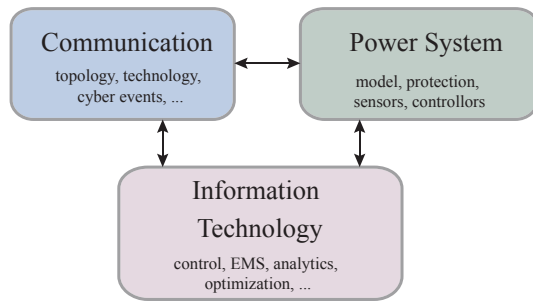 Communication
topology, technology,
cyber events, ...
Power System
model, protection,
sensors, controllors
Information
Technology
control, EMS, analytics,
optimization, ...